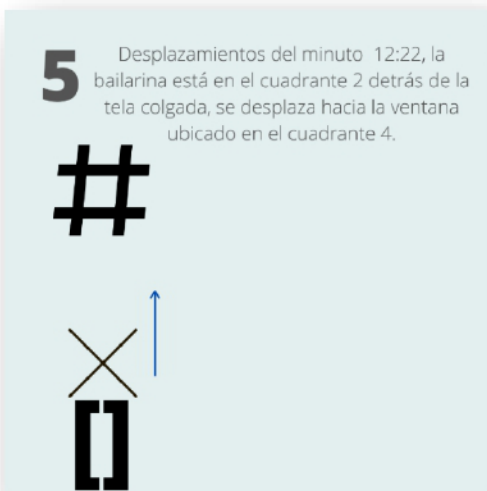 5
Desplazamientos del minuto 12:22, la
bailarina está en el cuadrante 2 detrás de la
tela colgada, se desplaza hacia la ventana
ubicado en el cuadrante 4.
#
[]